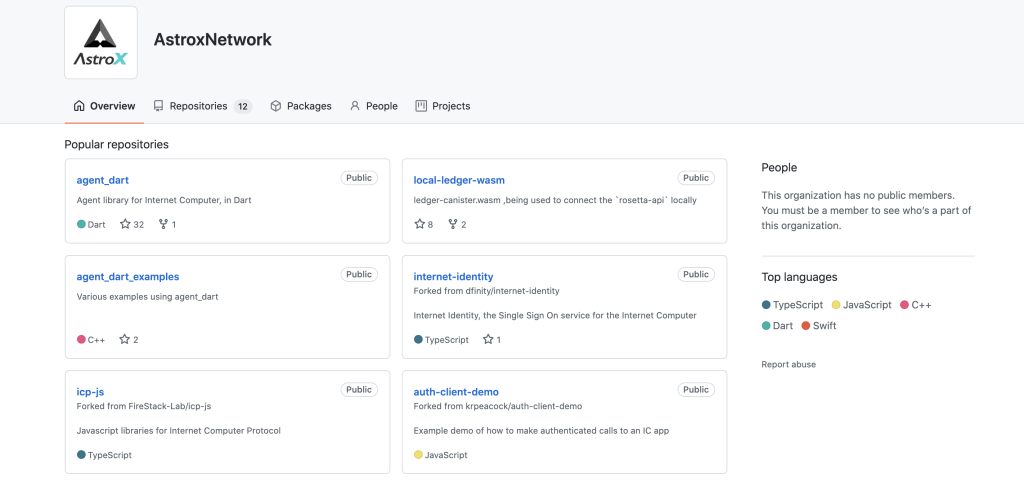 AstroX
AstroxNetwork
Overview
Repositories 12
Packages
People
Projects
Popular repositories
agent_dart Public
Agent library for Internet Computer, in Dart
Dart 32 1
local-ledger-wasm Public
ledger-canister.wasm ,being used to connect the `rosetta-api` locally
8 2
agent_dart_examples Public
Various examples using agent_dart
C++ 2
internet-identity Public
Forked from dfinity/internet-identity
Internet Identity, the Single Sign On service for the Internet Computer
TypeScript 1
icp-js Public
Forked from FireStack-Lab/icp-js
Javascript libraries for Internet Computer Protocol
TypeScript
auth-client-demo Public
Forked from krpeacock/auth-client-demo
Example demo of how to make authenticated calls to an IC app
JavaScript
People
This organization has no public members.
You must be a member to see who's a part of
this organization.
Top languages
TypeScript JavaScript C++
Dart Swift
Report abuse